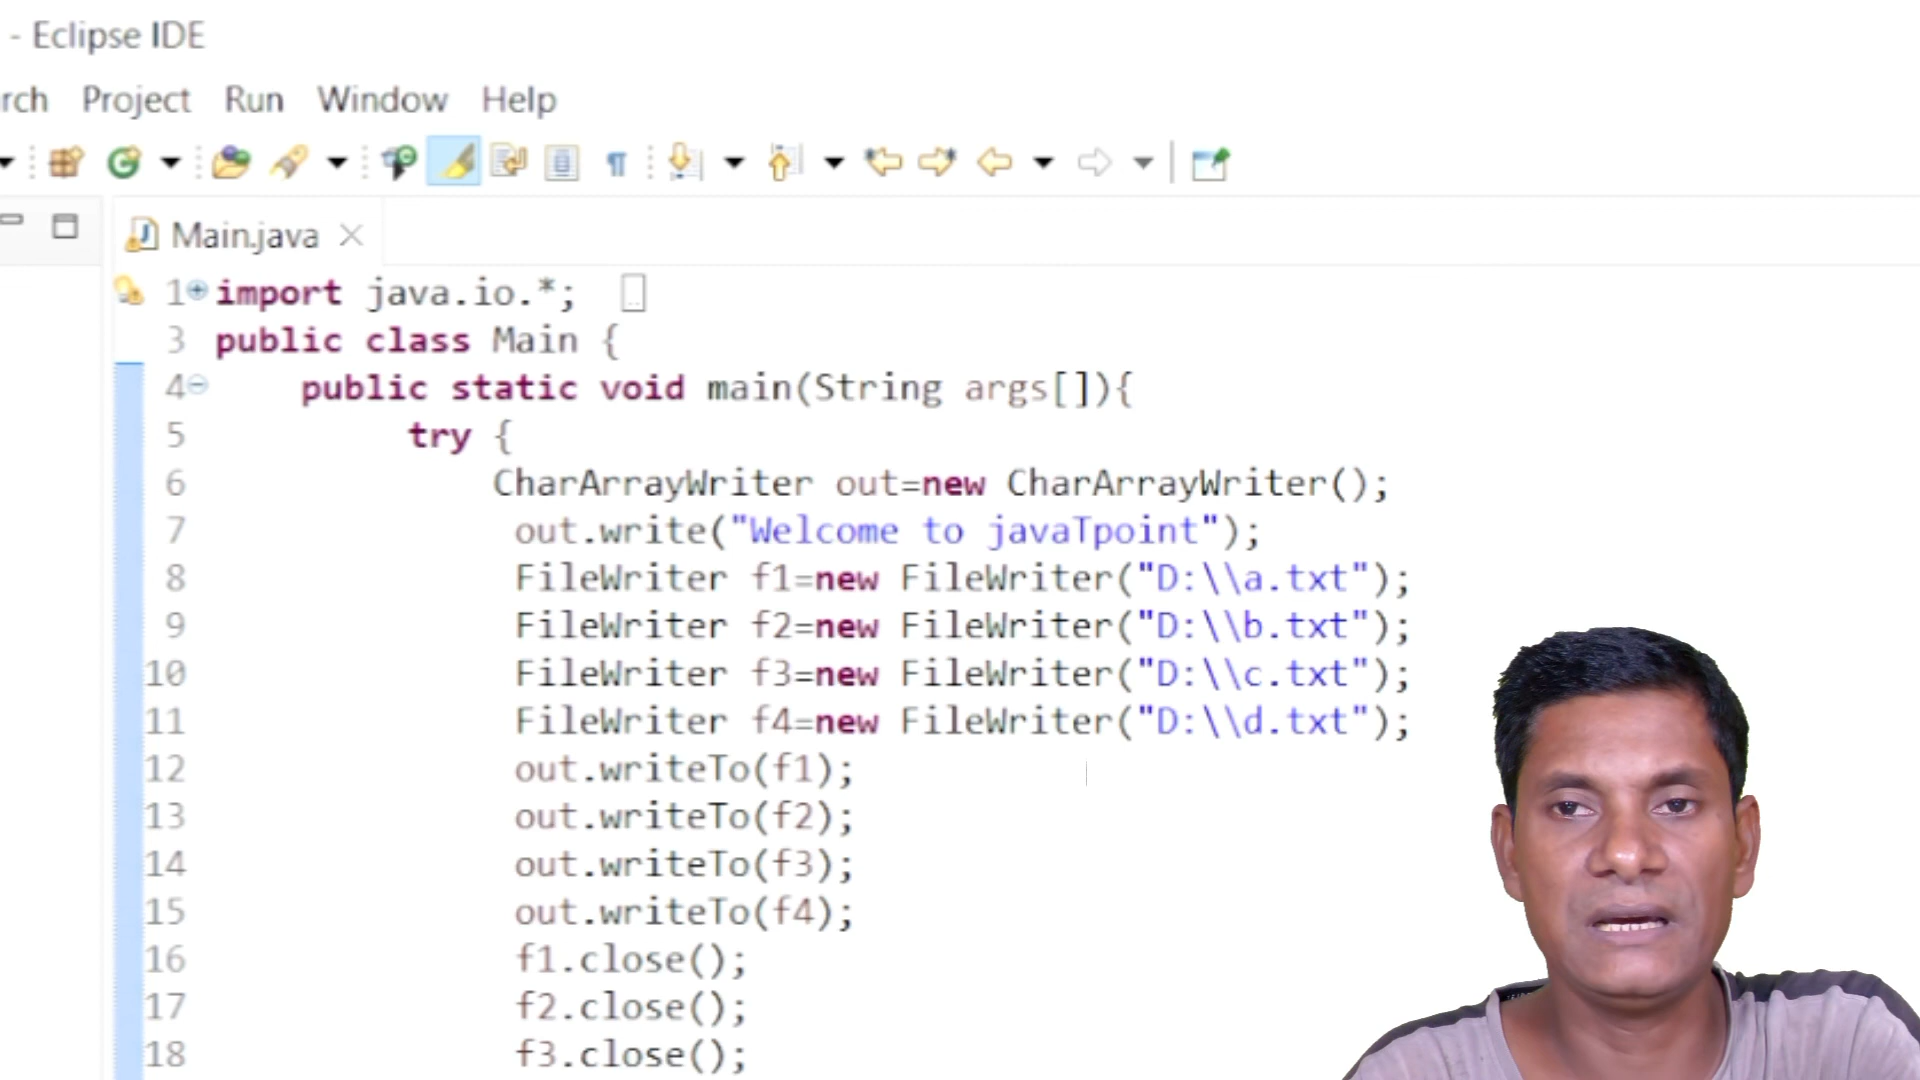 - Eclipse IDE
rch Project Run Window Help
Main.java
1 import java.io.*;
3 public class Main {
4 public static void main(String args[]){
5 try {
6 CharArrayWriter out=new CharArrayWriter();
7 out.write("Welcome to javaTpoint");
8 FileWriter f1=new FileWriter("D:\\a.txt");
9 FileWriter f2=new FileWriter("D:\\b.txt");
10 FileWriter f3=new FileWriter("D:\\c.txt");
11 FileWriter f4=new FileWriter("D:\\d.txt");
12 out.writeTo(f1);
13 out.writeTo(f2);
14 out.writeTo(f3);
15 out.writeTo(f4);
16 f1.close();
17 f2.close();
18 f3.close();